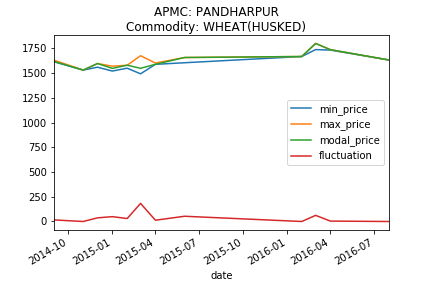 APMC: PANDHARPUR
Commodity: WHEAT(HUSKED)
1750
1500
1250
1000
750
500
250
0
min_price
max_price
modal_price
fluctuation
2014-10
2015-01
2015-04
2015-07
2015-10
2016-01
2016-04
2016-07
date